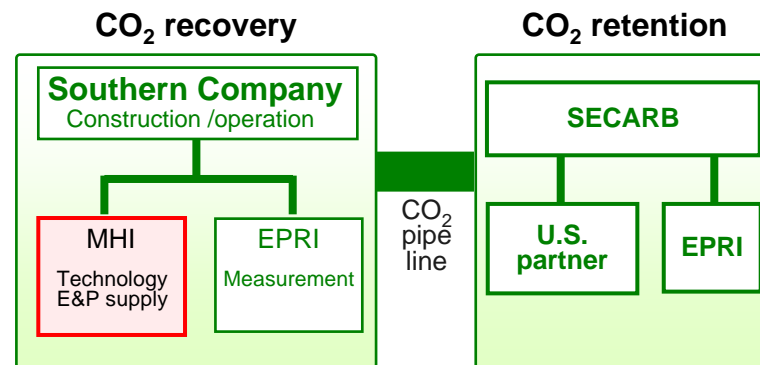 CO₂ recovery
Southern Company
Construction /operation
MHI
Technology
E&P supply
EPRI
Measurement
CO₂
pipe
line
CO₂ retention
SECARB
U.S.
partner
EPRI